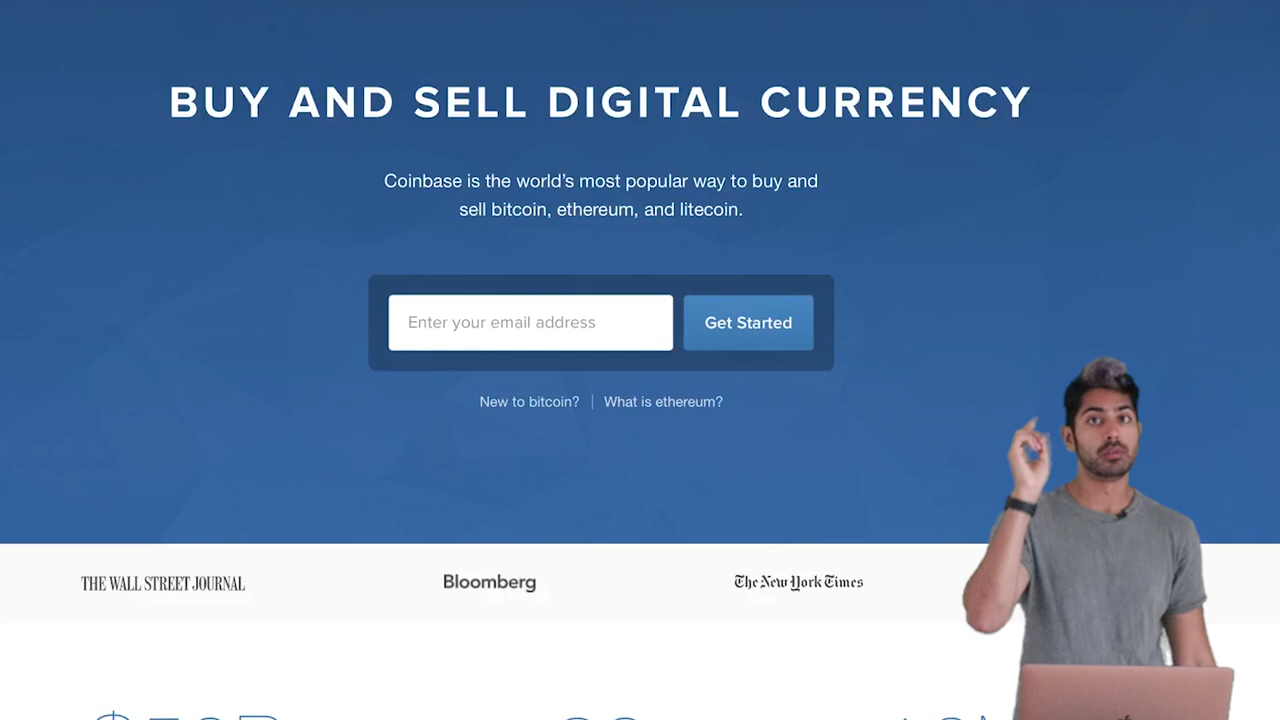 BUY AND SELL DIGITAL CURRENCY
Coinbase is the world’s most popular way to buy and
sell bitcoin, ethereum, and litecoin.
Enter your email address
Get Started
New to bitcoin? | What is ethereum?
THE WALL STREET JOURNAL
Bloomberg
The New York Times